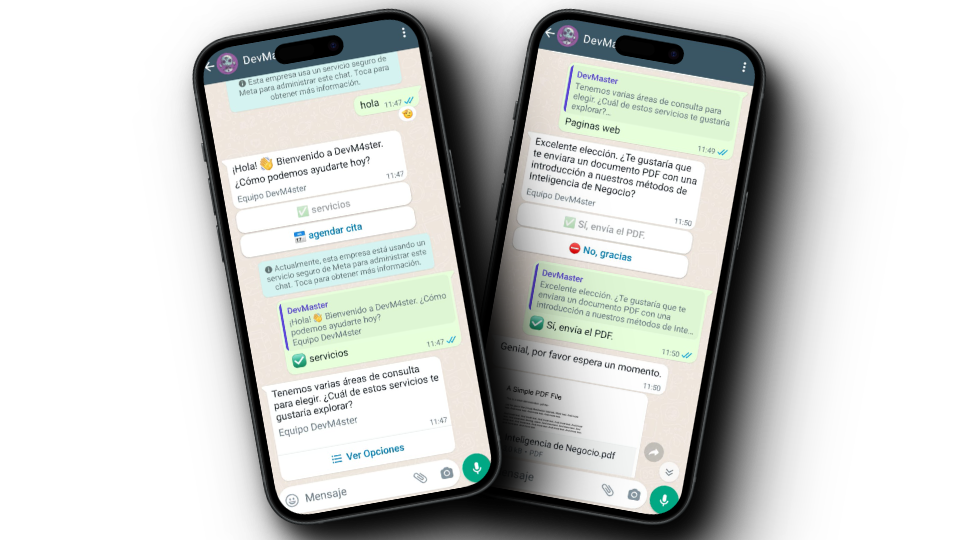 DevMa
Esta empresa usa un servicio seguro de
Meta para administrar este chat. Toca para
obtener más información.
hola 11:47
¡Hola! 👋 Bienvenido a DevM4ster.
¿Cómo podemos ayudarte hoy?
Equipo DevM4ster
11:47
✅ servicios
📅 agendar cita
Actualmente, esta empresa está usando un
servicio seguro de Meta para administrar este
chat. Toca para obtener más información.
DevMaster
¡Hola! 👋 Bienvenido a DevM4ster. ¿Cómo
podemos ayudarte hoy?
Equipo DevM4ster
✅ servicios
11:47
Tenemos varias áreas de consulta
para elegir. ¿Cuál de estos servicios te
gustaría explorar?
Equipo DevM4ster
11:47
Ver Opciones
Mensaje
DevMa
DevMaster
Tenemos varias áreas de consulta para
elegir. ¿Cuál de estos servicios te gustaría
explorar?...
Paginas web
11:49
Excelente elección. ¿Te gustaría que
te enviara un documento PDF con una
introducción a nuestros métodos de
Inteligencia de Negocio?
Equipo DevM4ster
11:50
✅ Sí, envía el PDF.
⛔ No, gracias
DevMaster
Excelente elección. ¿Te gustaría que te
enviara un documento PDF con una
introducción a nuestros métodos de Inte...
✅ Sí, envía el PDF.
11:50
Genial, por favor espera un momento.
11:50
A Simple PDF File
nteligencia de Negocio.pdf
PDF
saje